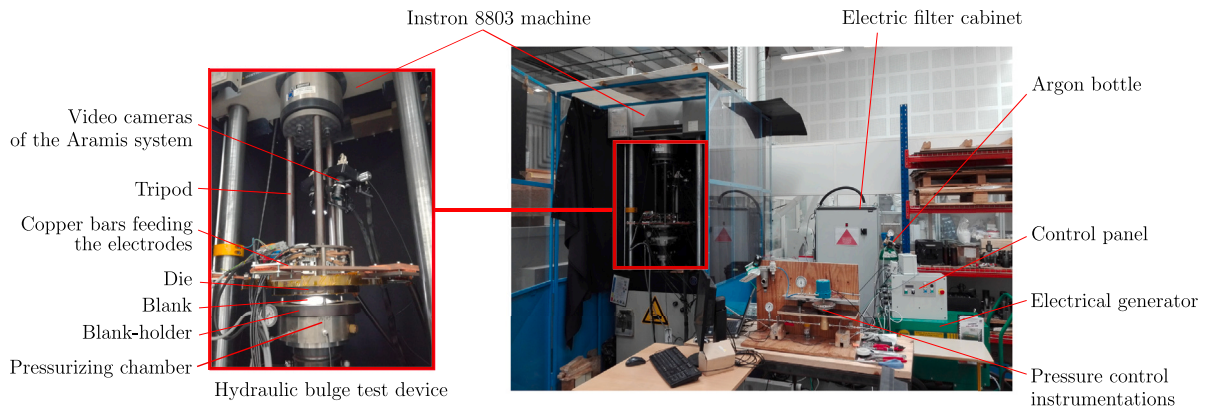 Instron 8803 machine
Electric filter cabinet
Argon bottle
Video cameras
of the Aramis system
Tripod
Copper bars feeding
the electrodes
Control panel
Die
Blank
Electrical generator
Blank-holder
Pressurizing chamber
Pressure control
instrumentations
Hydraulic bulge test device